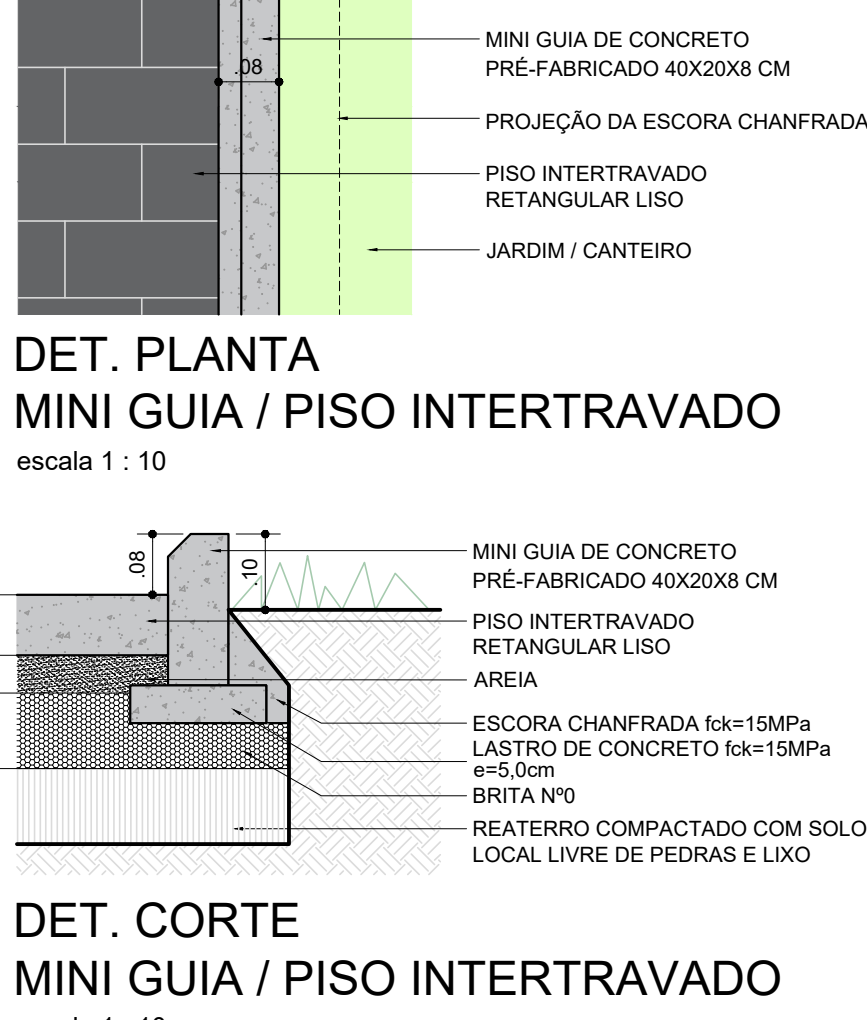 MINI GUIA DE CONCRETO
PRÉ-FABRICADO 40X20X8 CM
.08
PROJEÇÃO DA ESCORA CHANFRADA
PISO INTERTRAVADO
RETANGULAR LISO
JARDIM / CANTEIRO
DET. PLANTA
MINI GUIA / PISO INTERTRAVADO
escala 1 : 10
.08
.10
MINI GUIA DE CONCRETO
PRÉ-FABRICADO 40X20X8 CM
PISO INTERTRAVADO
RETANGULAR LISO
AREIA
ESCORA CHANFRADA fck=15MPa
LASTRO DE CONCRETO fck=15MPa
e=5,0cm
BRITA Nº0
REATERRO COMPACTADO COM SOLO
LOCAL LIVRE DE PEDRAS E LIXO
DET. CORTE
MINI GUIA / PISO INTERTRAVADO